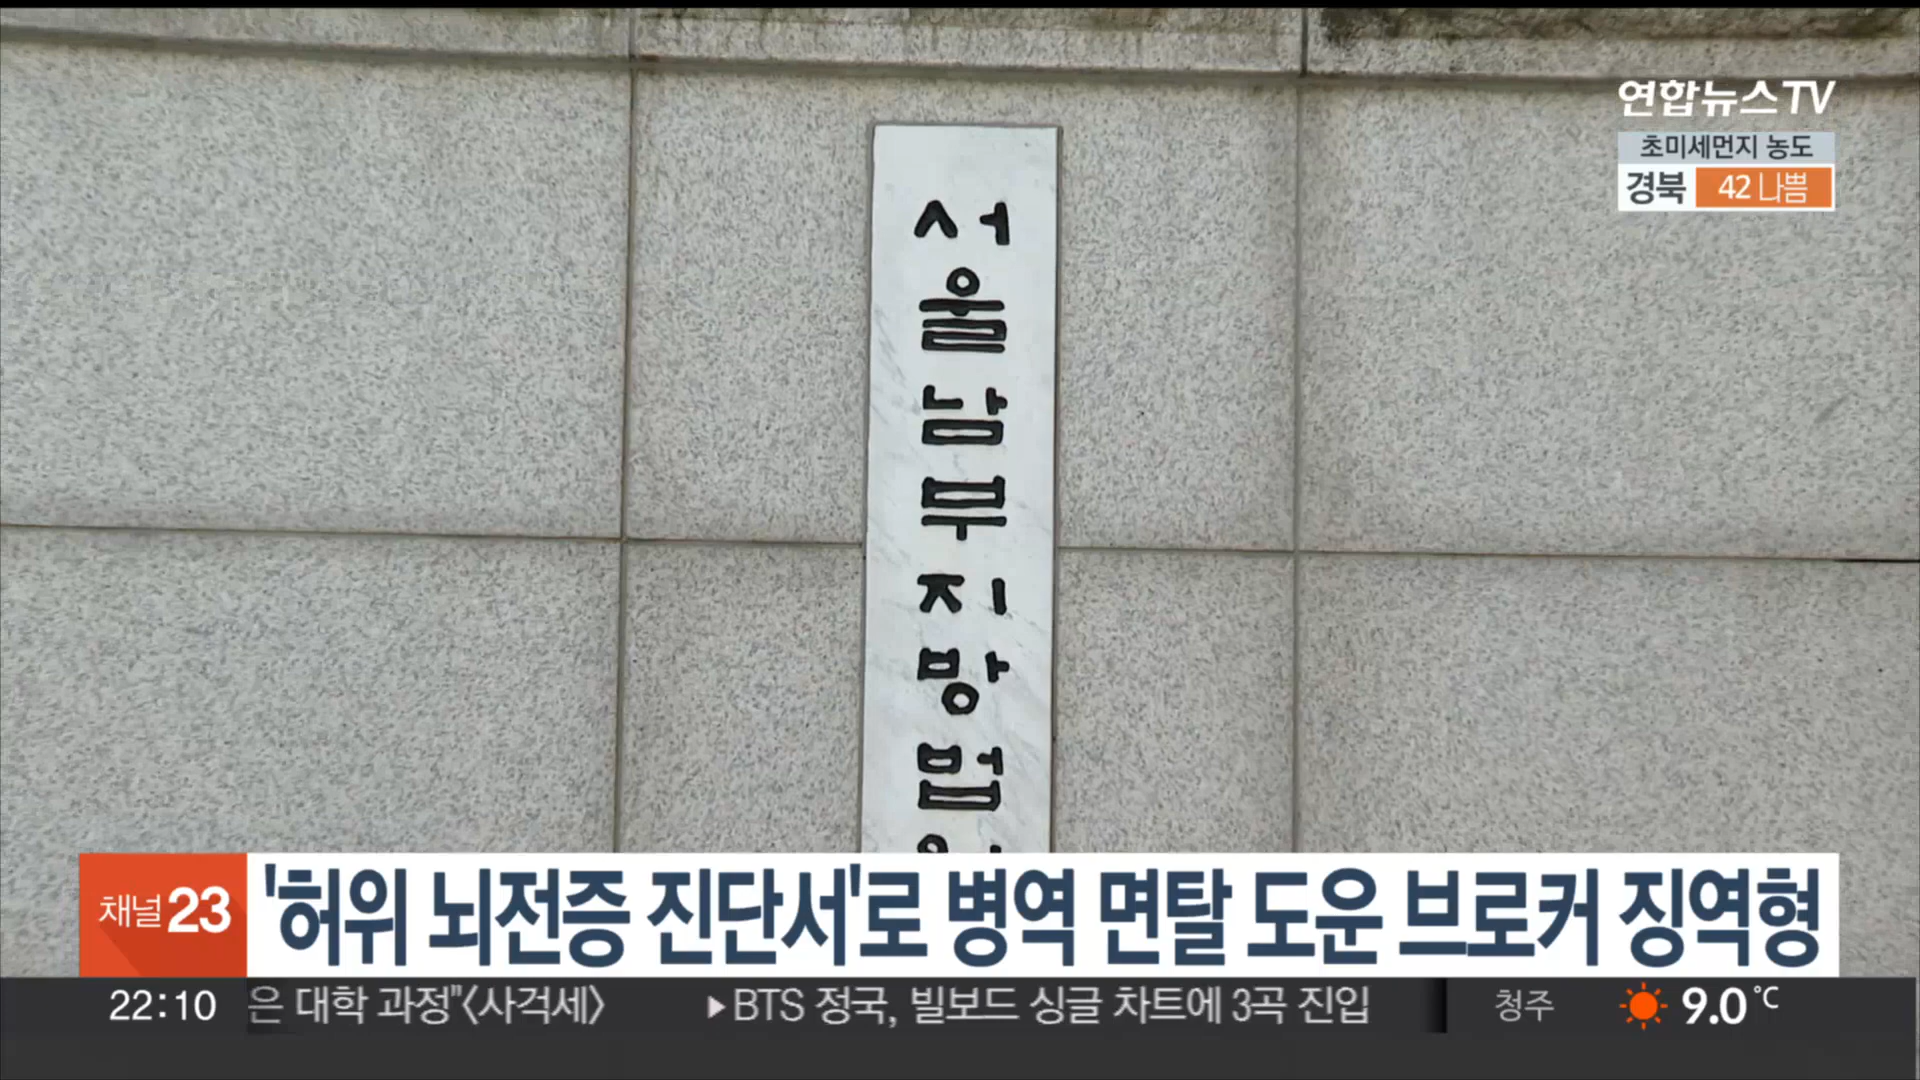 연합뉴스TV
초미세먼지 농도
경북 42 나쁨
서울남부지방법
채널23 '허위 뇌전증 진단서'로 병역 면탈 도운 브로커 징역형
22:10 은 대학 과정"〈사걱세〉 ▶BTS 정국, 빌보드 싱글 차트에 3곡 진입 청주 9.0℃